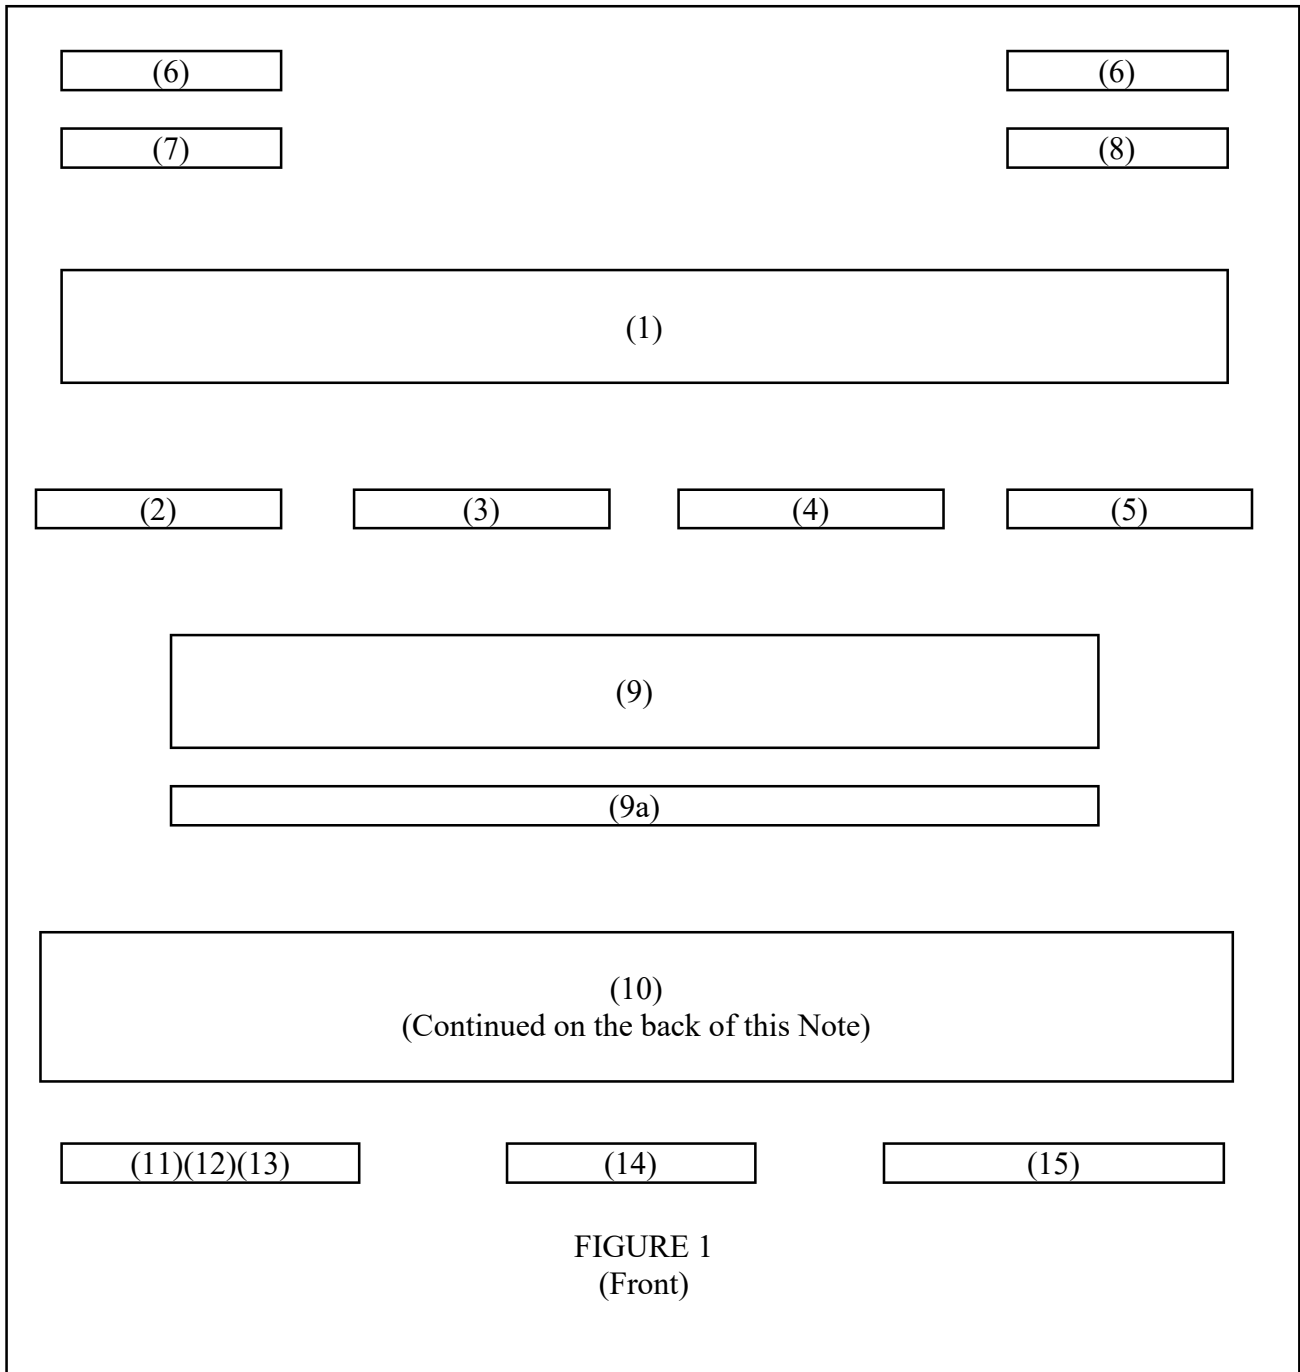 (6) (6)
(7) (8)
(1)
(2) (3) (4) (5)
(9)
(9a)
(10)
(Continued on the back of this Note)
(11)(12)(13) (14) (15)
FIGURE 1
(Front)